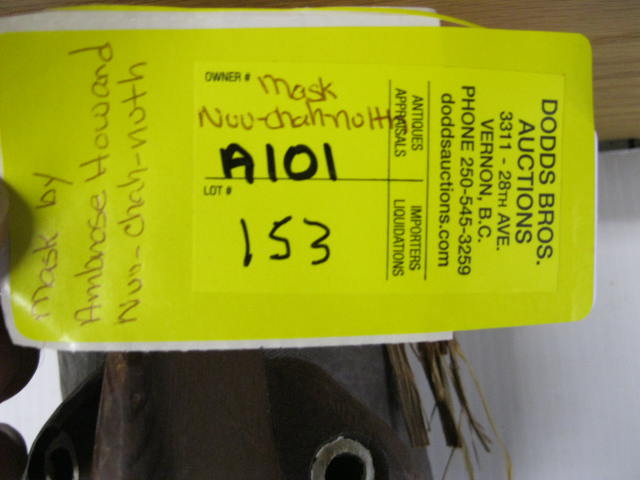 Mask by
Ambrose Howard
Nuu-chah-nuth
OWNER #
Mask
Nuu-chah-nulth
A101
LOT #
153
ANTIQUES
APPRAISALS
IMPORTERS
LIQUIDATIONS
DODDS BROS.
AUCTIONS
3311 - 28TH AVE.
VERNON, B.C.
PHONE 250-545-3259
doddsauctions.com